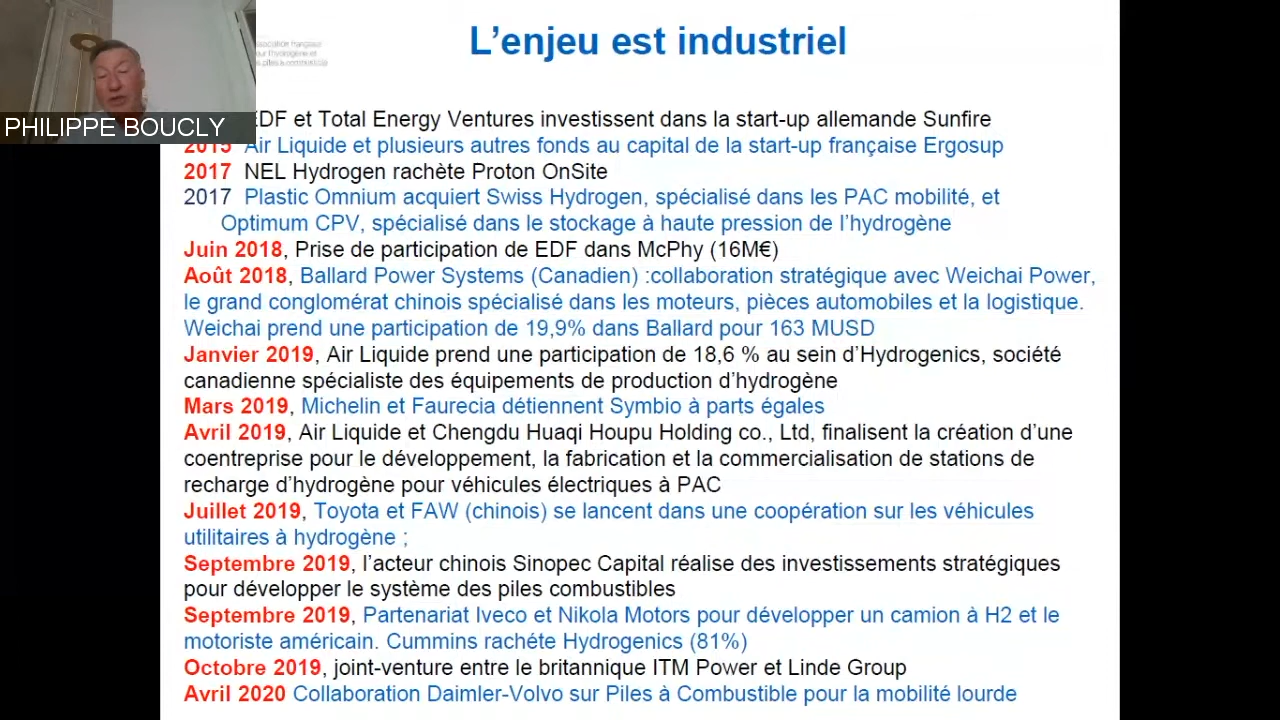 L’enjeu est industriel
PHILIPPE BOUCLY
EDF et Total Energy Ventures investissent dans la start-up allemande Sunfire
2015 Air Liquide et plusieurs autres fonds au capital de la start-up française Ergosup
2017 NEL Hydrogen rachète Proton OnSite
2017 Plastic Omnium acquiert Swiss Hydrogen, spécialisé dans les PAC mobilité, et
Optimum CPV, spécialisé dans le stockage à haute pression de l’hydrogène
Juin 2018, Prise de participation de EDF dans McPhy (16M€)
Août 2018, Ballard Power Systems (Canadien) :collaboration stratégique avec Weichai Power,
le grand conglomérat chinois spécialisé dans les moteurs, pièces automobiles et la logistique.
Weichai prend une participation de 19,9% dans Ballard pour 163 MUSD
Janvier 2019, Air Liquide prend une participation de 18,6 % au sein d’Hydrogenics, société
canadienne spécialiste des équipements de production d’hydrogène
Mars 2019, Michelin et Faurecia détiennent Symbio à parts égales
Avril 2019, Air Liquide et Chengdu Huaqi Houpu Holding co., Ltd, finalisent la création d’une
coentreprise pour le développement, la fabrication et la commercialisation de stations de
recharge d’hydrogène pour véhicules électriques à PAC
Juillet 2019, Toyota et FAW (chinois) se lancent dans une coopération sur les véhicules
utilitaires à hydrogène ;
Septembre 2019, l’acteur chinois Sinopec Capital réalise des investissements stratégiques
pour développer le système des piles combustibles
Septembre 2019, Partenariat Iveco et Nikola Motors pour développer un camion à H2 et le
motoriste américain. Cummins rachéte Hydrogenics (81%)
Octobre 2019, joint-venture entre le britannique ITM Power et Linde Group
Avril 2020 Collaboration Daimler-Volvo sur Piles à Combustible pour la mobilité lourde